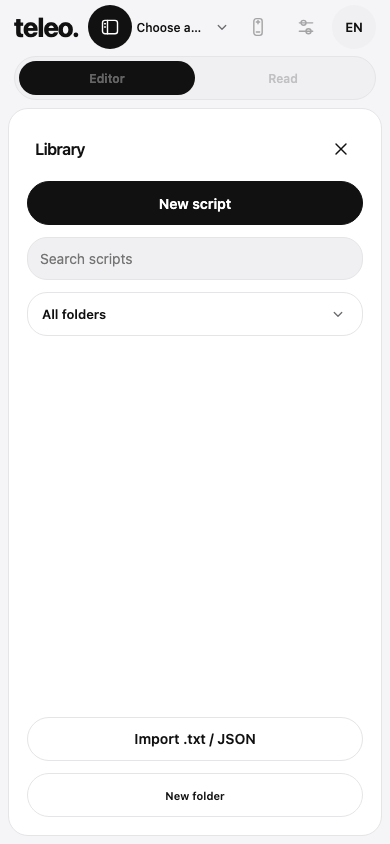 teleo.
Choose a...
EN
Editor
Read
Library
New script
Search scripts
All folders
Import .txt / JSON
New folder